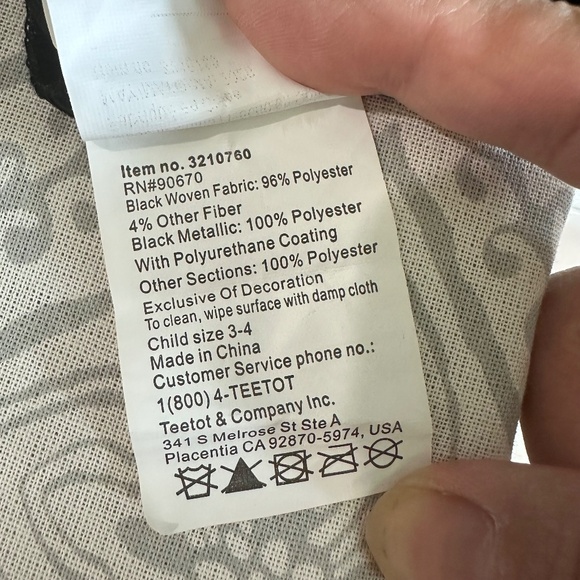 Item no. 3210760
RN#90670
Black Woven Fabric: 96% Polyester
4% Other Fiber
Black Metallic: 100% Polyester
With Polyurethane Coating
Other Sections: 100% Polyester
Exclusive Of Decoration
To clean, wipe surface with damp cloth
Child size 3-4
Made in China
Customer Service phone no.:
1(800) 4-TEETOT
Teetot & Company Inc.
341 S Melrose St Ste A
Placentia CA 92870-5974, USA